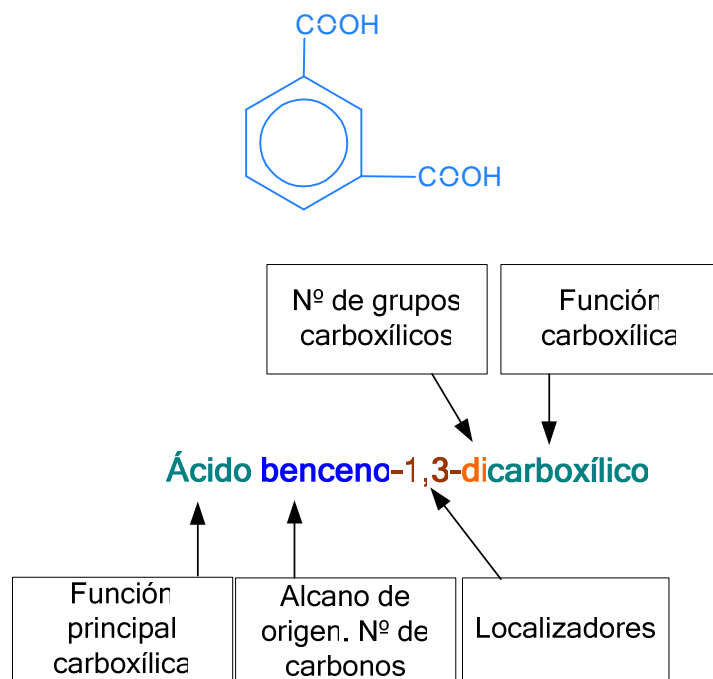 COOH
COOH
Nº de grupos
carboxílicos
Función
carboxílica
Ácido benceno-1,3-dicarboxílico
Función
principal
carboxílica
Alcano de
origen. Nº de
carbonos
Localizadores